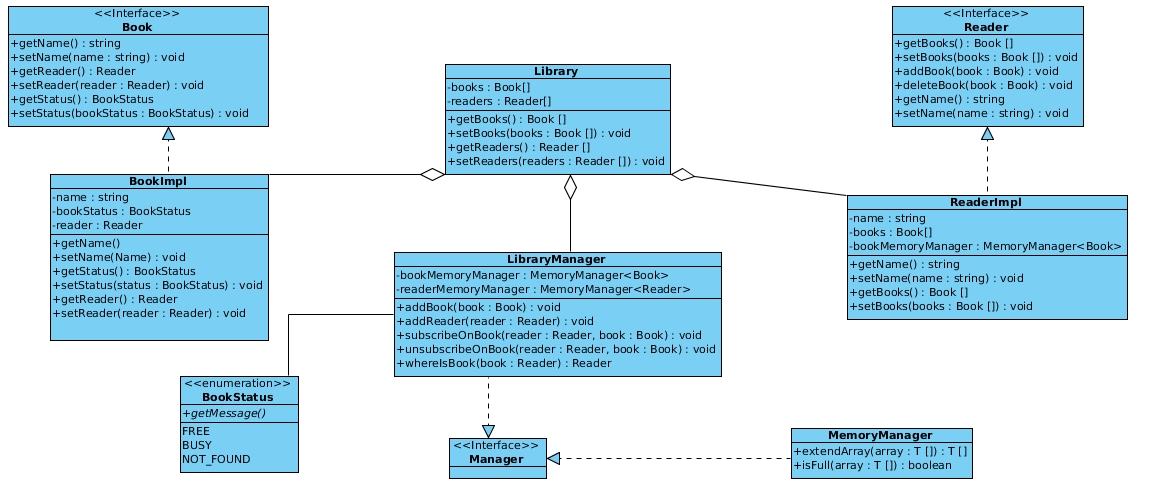 <<Interface>>
Book
+getName() : string
+setName(name : string) : void
+getReader() : Reader
+setReader(reader : Reader) : void
+getStatus() : BookStatus
+setStatus(bookStatus : BookStatus) : void
<<Interface>>
Reader
+getBooks() : Book []
+setBooks(books : Book []) : void
+addBook(book : Book) : void
+deleteBook(book : Book) : void
+getName() : string
+setName(name : string) : void
Library
-books : Book[]
-readers : Reader[]
+getBooks() : Book []
+setBooks(books : Book []) : void
+getReaders() : Reader []
+setReaders(readers : Reader []) : void
BookImpl
-name : string
-bookStatus : BookStatus
-reader : Reader
+getName()
+setName(Name) : void
+getStatus() : BookStatus
+setStatus(status : BookStatus) : void
+getReader() : Reader
+setReader(reader : Reader) : void
ReaderImpl
-name : string
-books : Book[]
-bookMemoryManager : MemoryManager<Book>
+getName() : string
+setName(name : string) : void
+getBooks() : Book []
+setBooks(books : Book []) : void
LibraryManager
-bookMemoryManager : MemoryManager<Book>
-readerMemoryManager : MemoryManager<Reader>
+addBook(book : Book) : void
+addReader(reader : Reader) : void
+subscribeOnBook(reader : Reader, book : Book) : void
+unsubscribeOnBook(reader : Reader, book : Book) : void
+whereIsBook(book : Reader) : Reader
<<enumeration>>
BookStatus
+getMessage()
FREE
BUSY
NOT_FOUND
<<Interface>>
Manager
MemoryManager
+extendArray(array : T []) : T []
+isFull(array : T []) : boolean